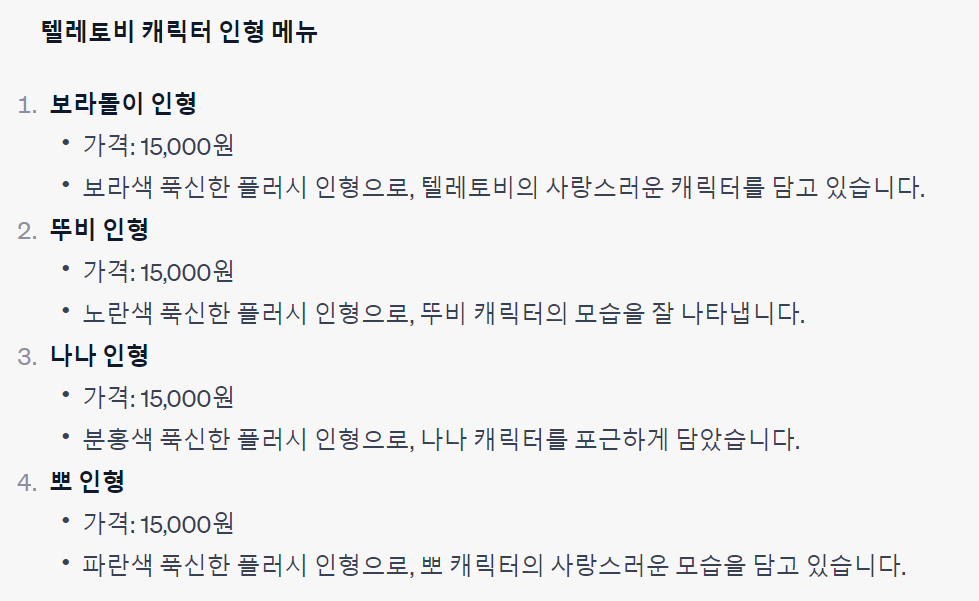 텔레토비 캐릭터 인형 메뉴
1. 보라돌이 인형
• 가격: 15,000원
• 보라색 푹신한 플러시 인형으로, 텔레토비의 사랑스러운 캐릭터를 담고 있습니다.
2. 뚜비 인형
• 가격: 15,000원
• 노란색 푹신한 플러시 인형으로, 뚜비 캐릭터의 모습을 잘 나타냅니다.
3. 나나 인형
• 가격: 15,000원
• 분홍색 푹신한 플러시 인형으로, 나나 캐릭터를 포근하게 담았습니다.
4. 뽀 인형
• 가격: 15,000원
• 파란색 푹신한 플러시 인형으로, 뽀 캐릭터의 사랑스러운 모습을 담고 있습니다.